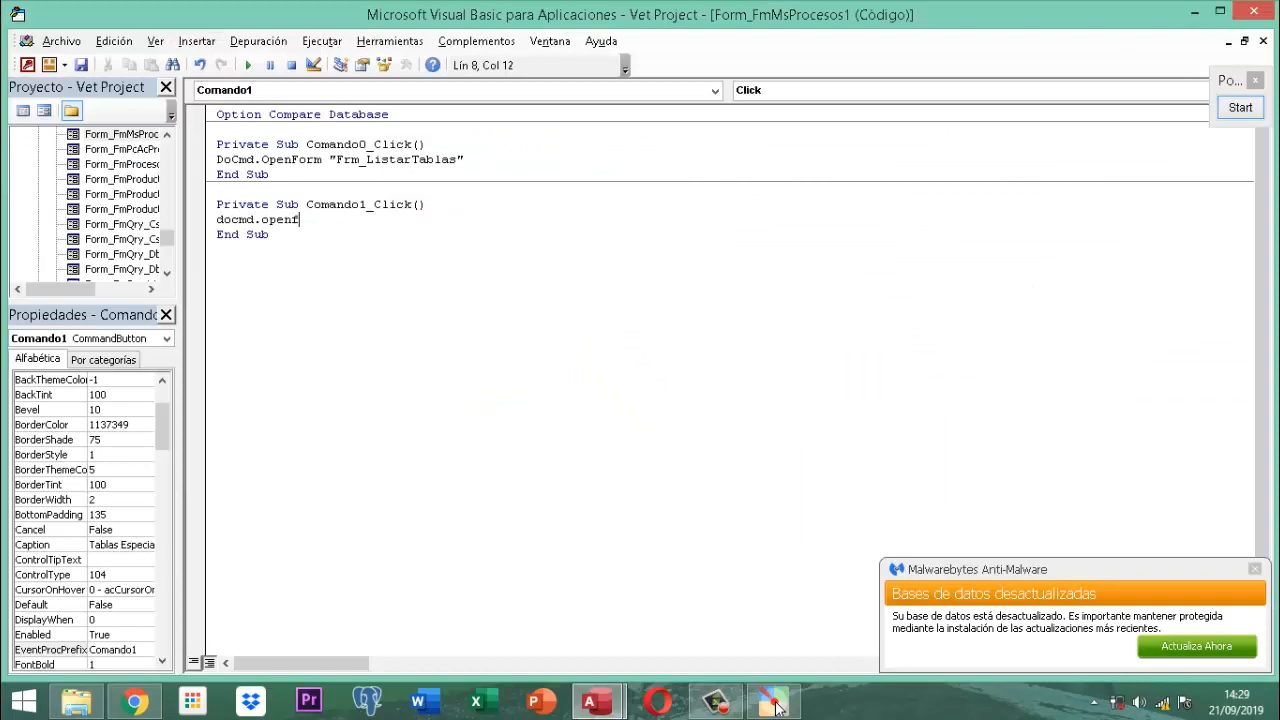 Microsoft Visual Basic para Aplicaciones - Vet Project - [Form_FmMsProcesos1 (Código)]
Archivo Edición Ver Insertar Depuración Ejecutar Herramientas Complementos Ventana Ayuda
Lín 8, Col 12
Proyecto - Vet Project
Comando1
Click
Po...
Start
Form_FmMsProc
Form_FmPcAcPr
Form_FmProceso
Form_FmProduct
Form_FmProduct
Form_FmProduct
Form_FmQry_Cs
Form_FmQry_Cs
Form_FmQry_Db
Form_FmQry_Db
Option Compare Database
Private Sub Comando0_Click()
DoCmd.OpenForm "Frm_ListarTablas"
End Sub
Private Sub Comando1_Click()
docmd.openf
End Sub
Propiedades - Comando
Comando1 CommandButton
Alfabética Por categorías
BackThemeColor -1
BackTint 100
Bevel 10
BorderColor 1137349
BorderShade 75
BorderStyle 1
BorderThemeCo 5
BorderTint 100
BorderWidth 2
BottomPadding 135
Cancel False
Caption Tablas Especia
ControlTipText
ControlType 104
CursorOnHover 0 - acCursorOn
Default False
DisplayWhen 0
Enabled True
EventProcPrefix Comando1
FontBold 1
Malwarebytes Anti-Malware
Bases de datos desactualizadas
Su base de datos está desactualizado. Es importante mantener protegida
mediante la instalación de las actualizaciones más recientes.
Actualiza Ahora
Pr
14:29
21/09/2019